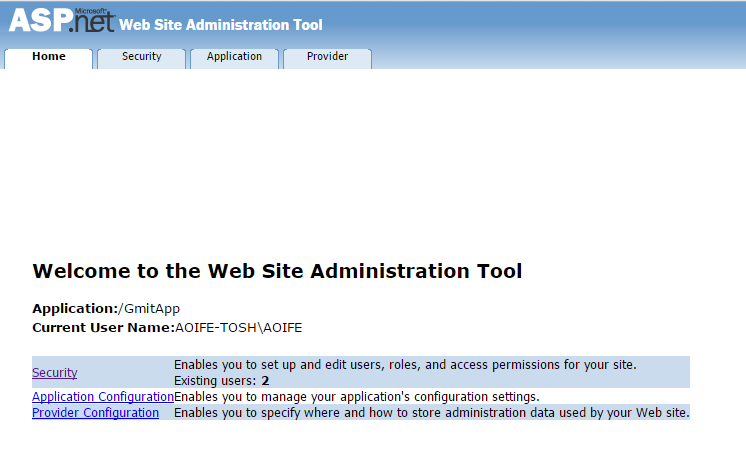 ASP.net Microsoft Web Site Administration Tool
Home Security Application Provider
Welcome to the Web Site Administration Tool
Application:/GmitApp
Current User Name:AOIFE-TOSH\AOIFE
Security Enables you to set up and edit users, roles, and access permissions for your site.
Existing users: 2
Application Configuration Enables you to manage your application's configuration settings.
Provider Configuration Enables you to specify where and how to store administration data used by your Web site.